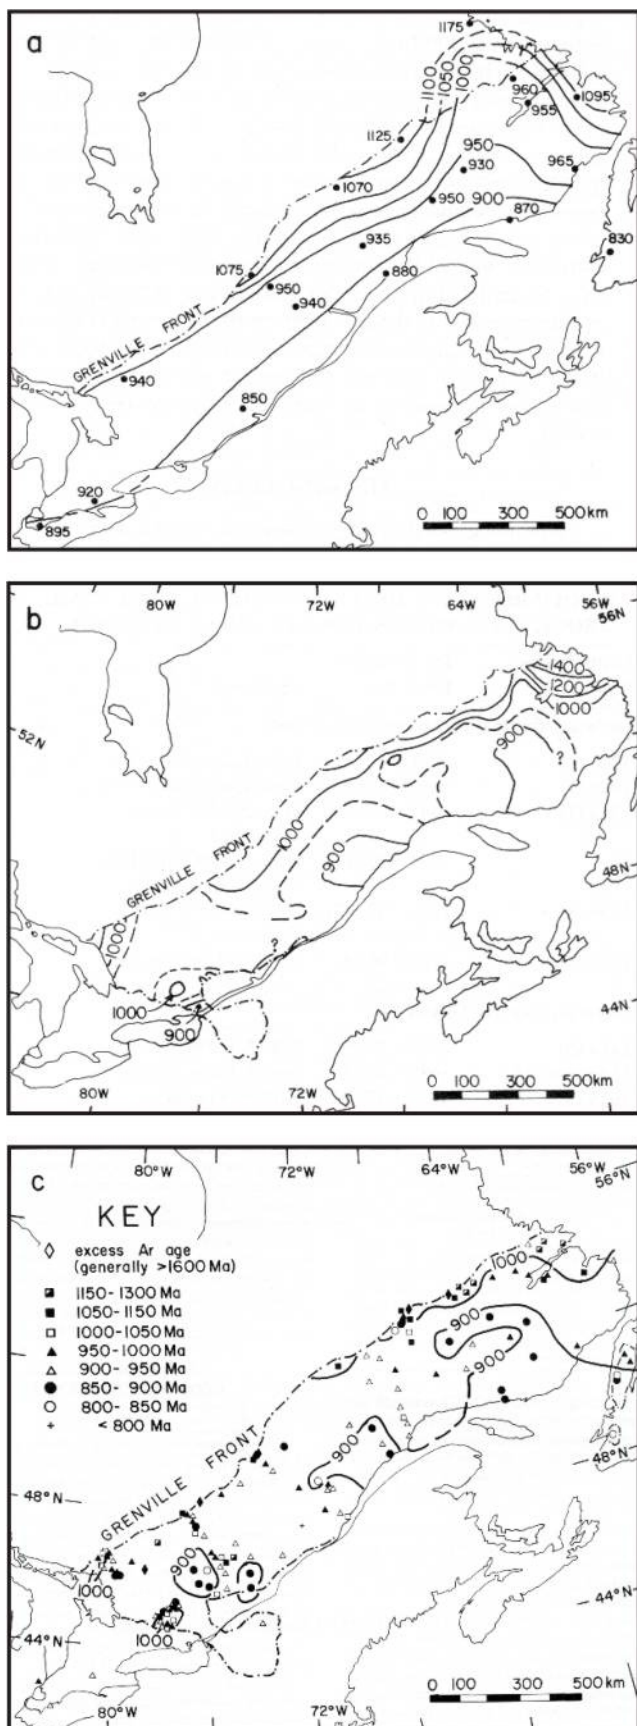 a
1175
1100
1050
1000
960
955
1095
1125
950
930
965
1070
950
900
870
935
830
1075
880
950
940
GRENVILLE FRONT
940
850
920
895
0 100 300 500km
b
80W 72W 64W 56W
56N
1400
1200
1000
52N
900
?
1000
900
GRENVILLE FRONT
48N
1000
?
1000
900
44N
0 100 300 500km
80W 72W
c
80°W 72°W 64°W 56°W
56°N
KEY
excess Ar age
(generally >1600 Ma)
1150-1300 Ma
1050-1150 Ma
1000-1050 Ma
950-1000 Ma
900-950 Ma
850-900 Ma
800-850 Ma
+ < 800 Ma
1000
900
900
900
GRENVILLE FRONT
48°N
48°N
900
1000
44°N
1000
44°N
0 100 300 500 km
80°W 72°W